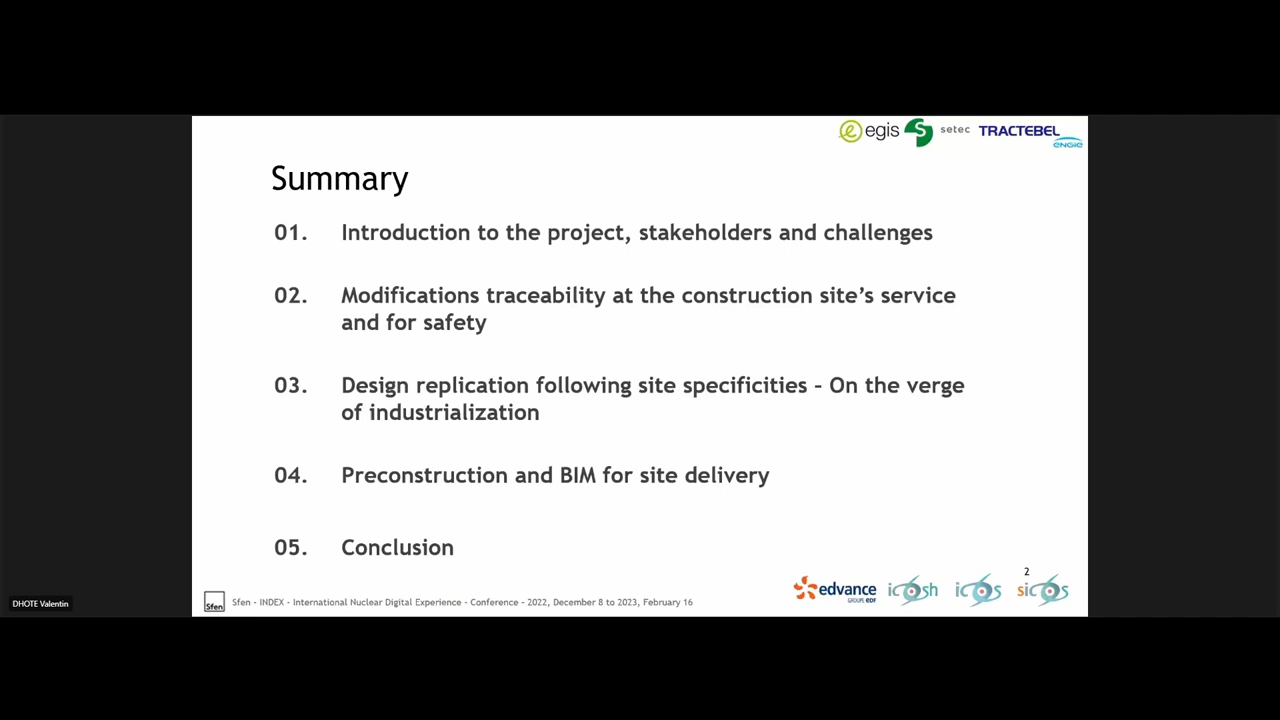 egis setec TRACTEBEL
ENGIE
Summary
01. Introduction to the project, stakeholders and challenges
02. Modifications traceability at the construction site’s service
and for safety
03. Design replication following site specificities – On the verge
of industrialization
04. Preconstruction and BIM for site delivery
05. Conclusion
2
edvance icosh icos sicos
GROUPE EDF
Sfen Sfen - INDEX - International Nuclear Digital Experience - Conference - 2022, December 8 to 2023, February 16
DHOTE Valentin